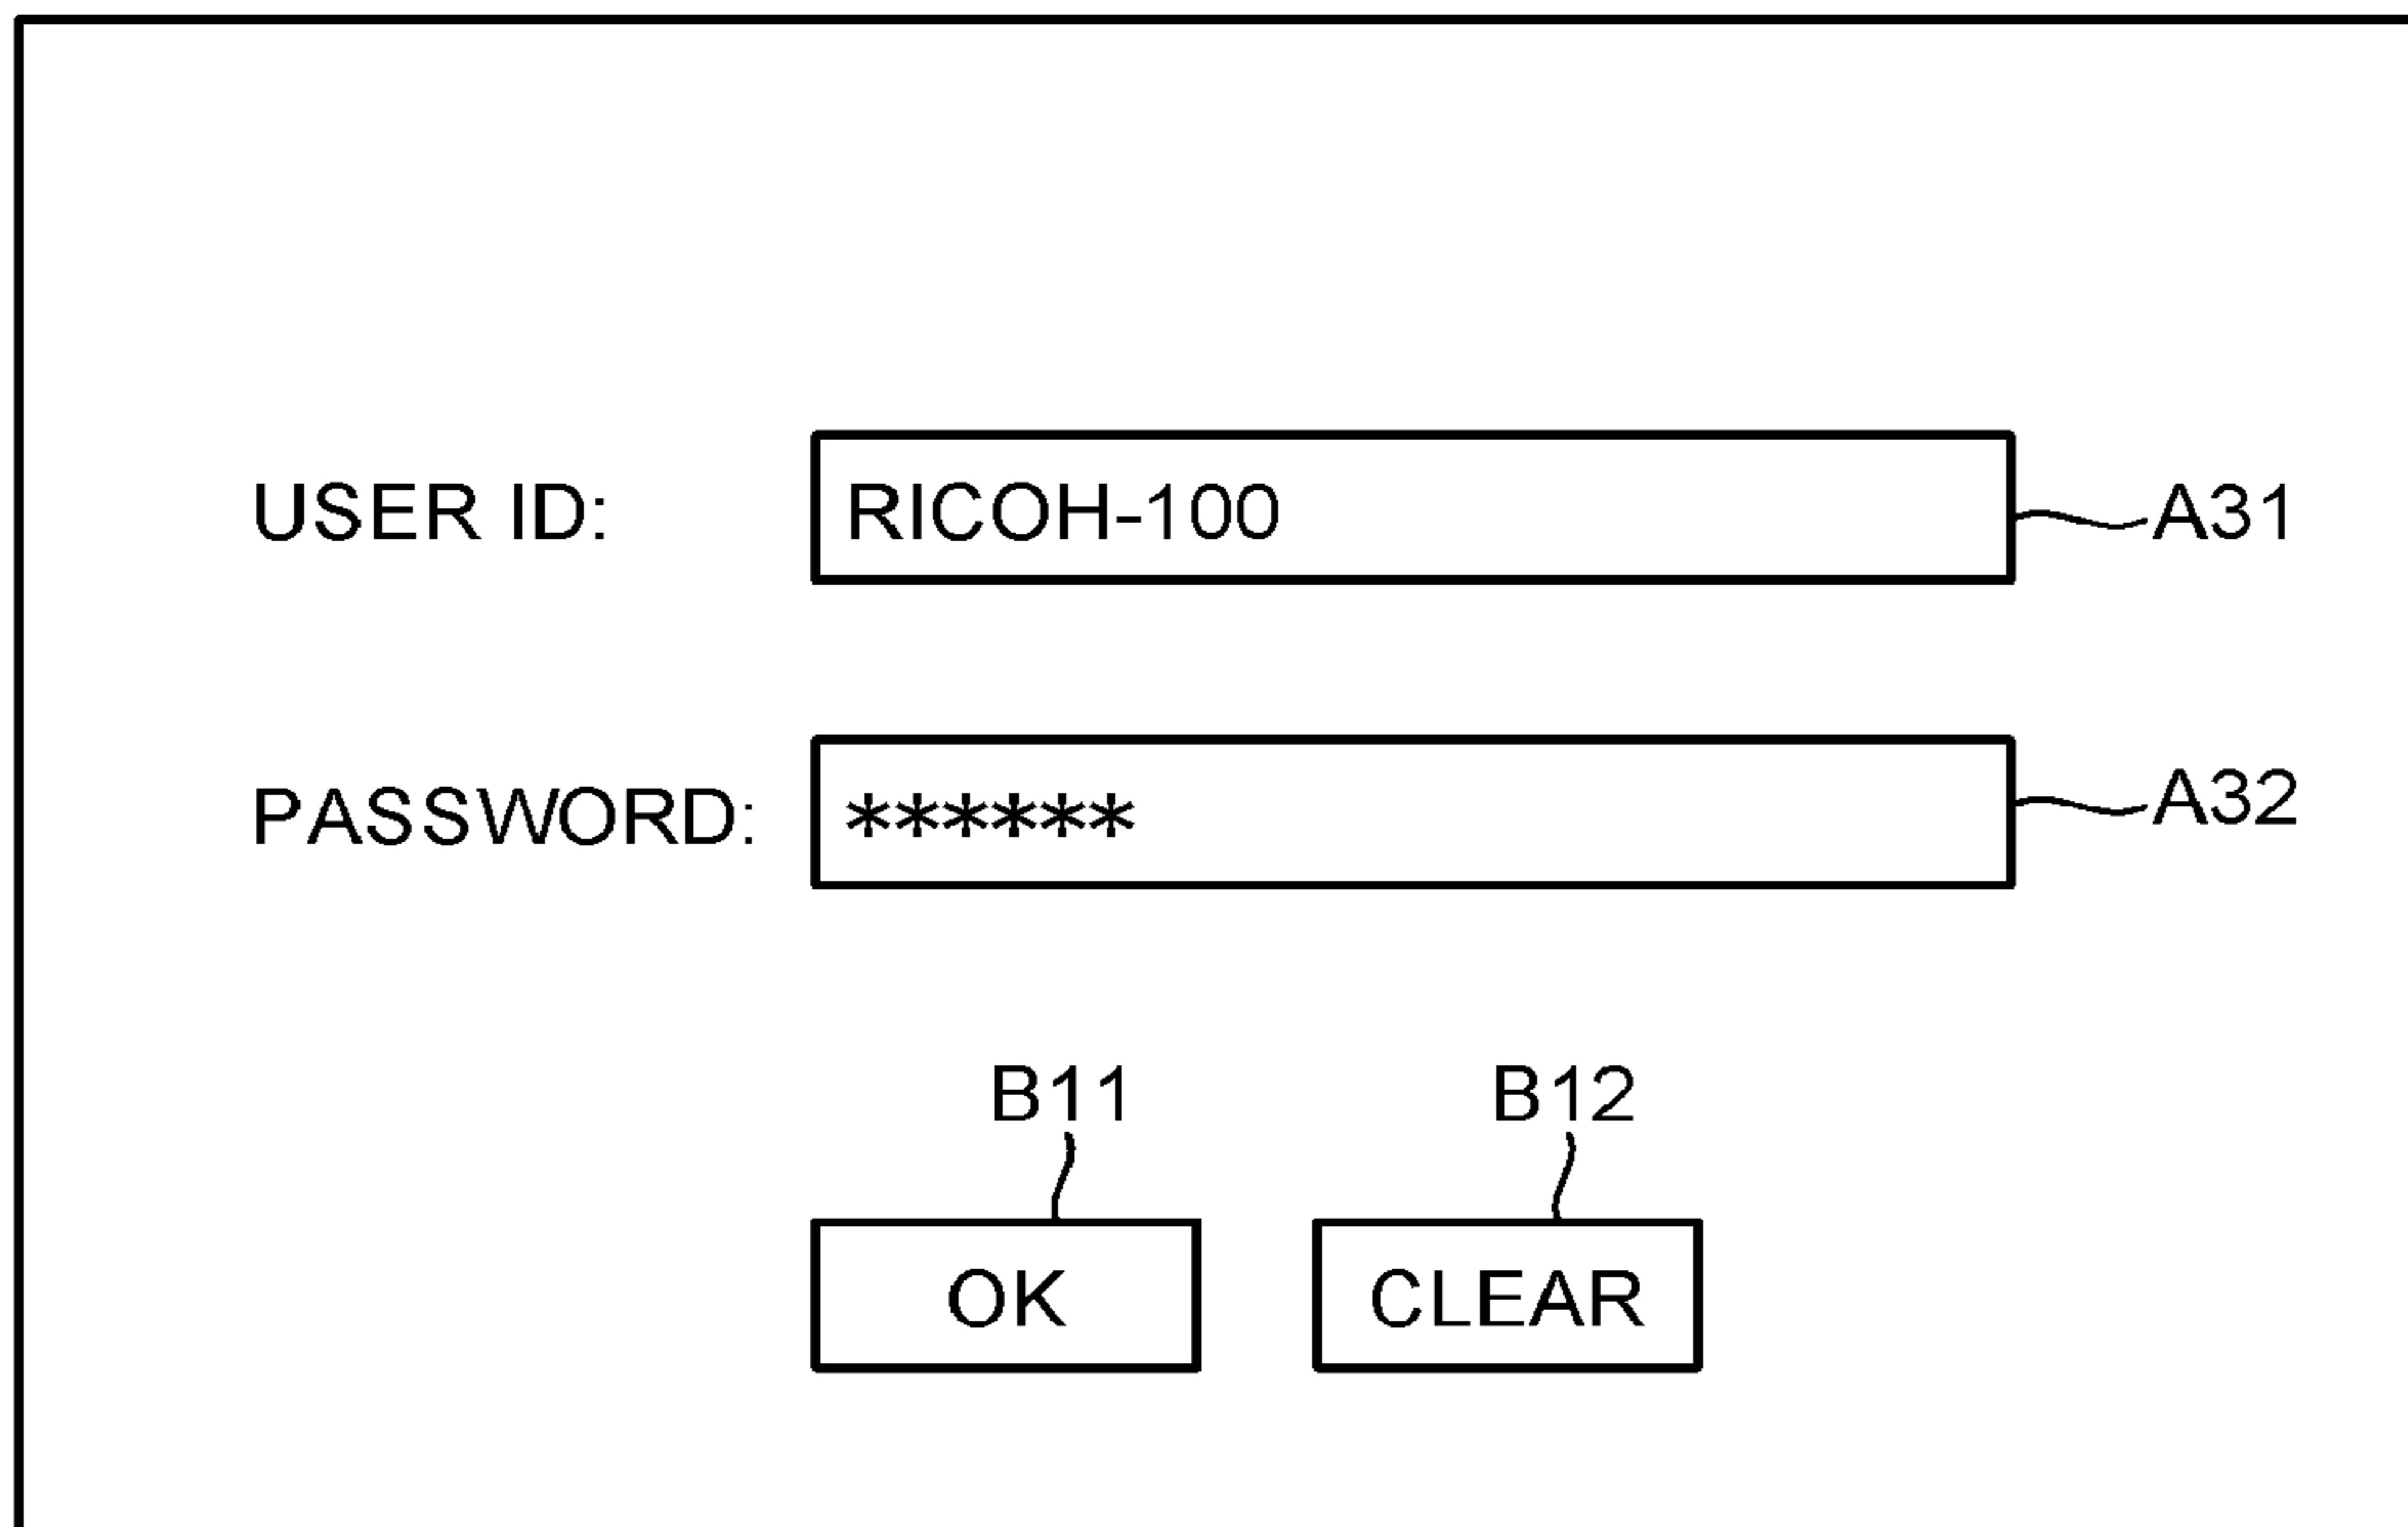 USER ID: RICOH-100 A31
PASSWORD: ****** A32
B11 B12
OK CLEAR